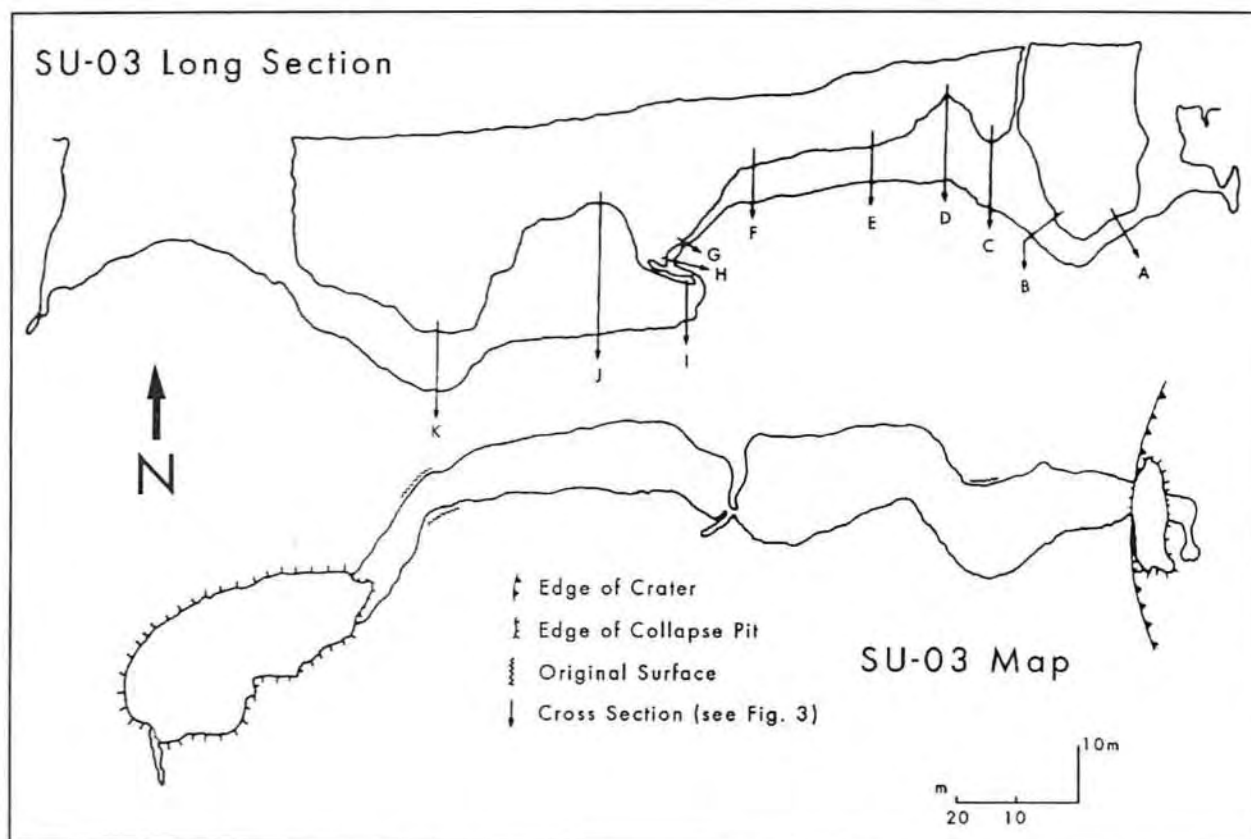 SU-03 Long Section
F
E
D
C
G
H
B
A
I
J
K
N
Edge of Crater
Edge of Collapse Pit
Original Surface
Cross Section (see Fig. 3)
SU-03 Map
10m
m
20 10